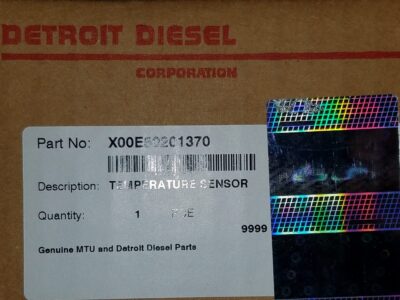 DETROIT DIESEL
CORPORATION
Part No: X00E50201370
Description: TEMPERATURE SENSOR
Quantity: 1
9999
Genuine MTU and Detroit Diesel Parts